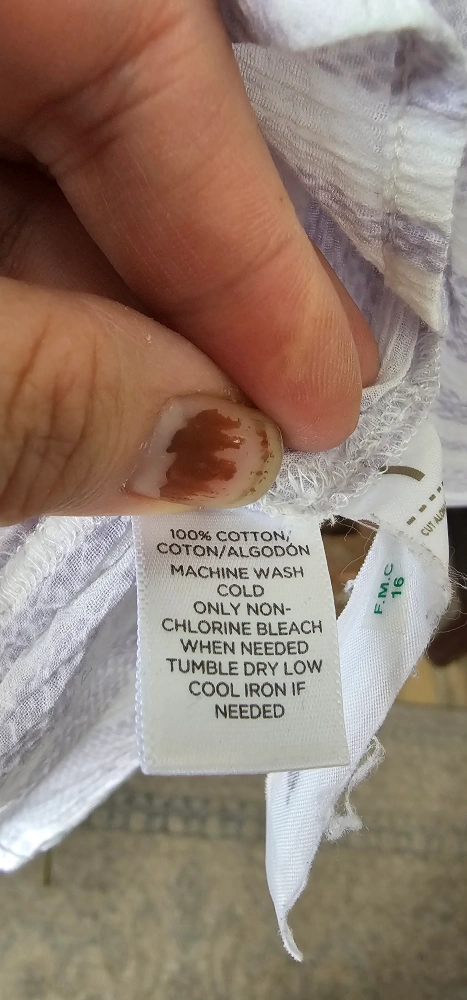 100% COTTON/
COTON/ALGODÓN
MACHINE WASH
COLD
ONLY NON-
CHLORINE BLEACH
WHEN NEEDED
TUMBLE DRY LOW
COOL IRON IF
NEEDED
CUT
F.M.C
16